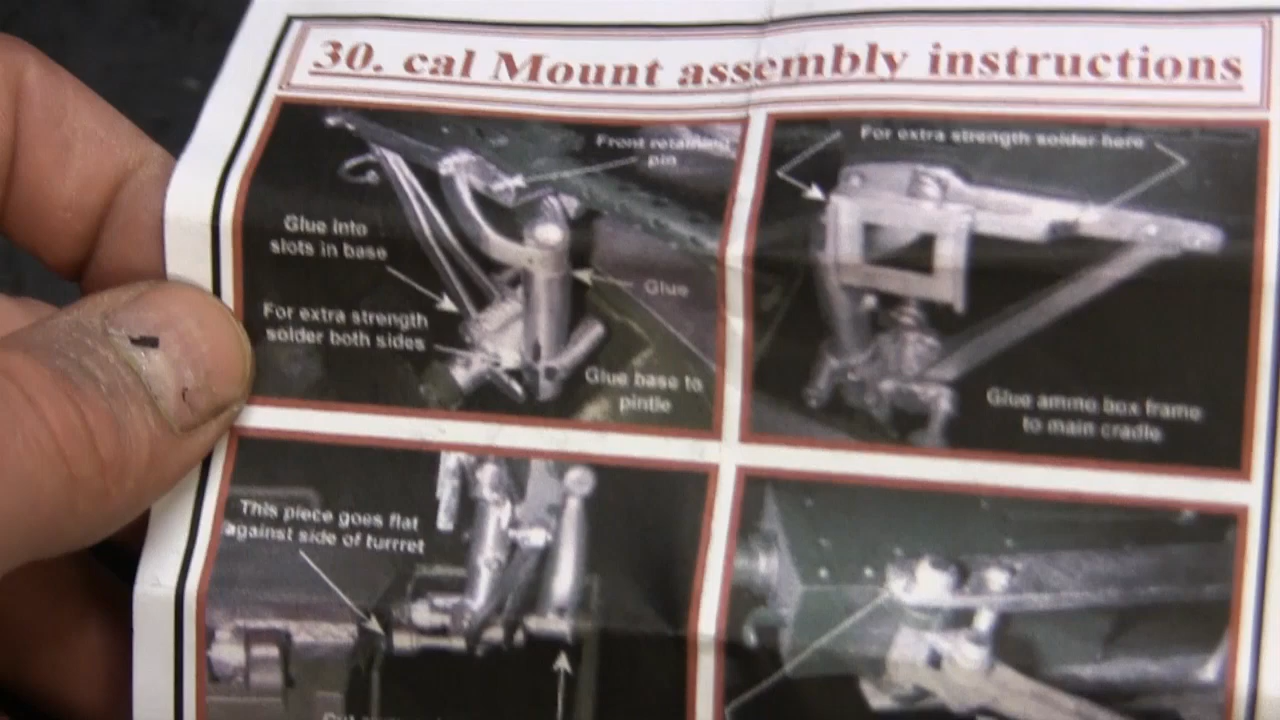 30. cal Mount assembly instructions
Front retaining
pin
Glue into
slots in base
Glue
For extra strength
solder both sides
Glue base to
pintle
For extra strength solder here
Glue ammo box frame
to main cradle
This piece goes flat
against side of turrret